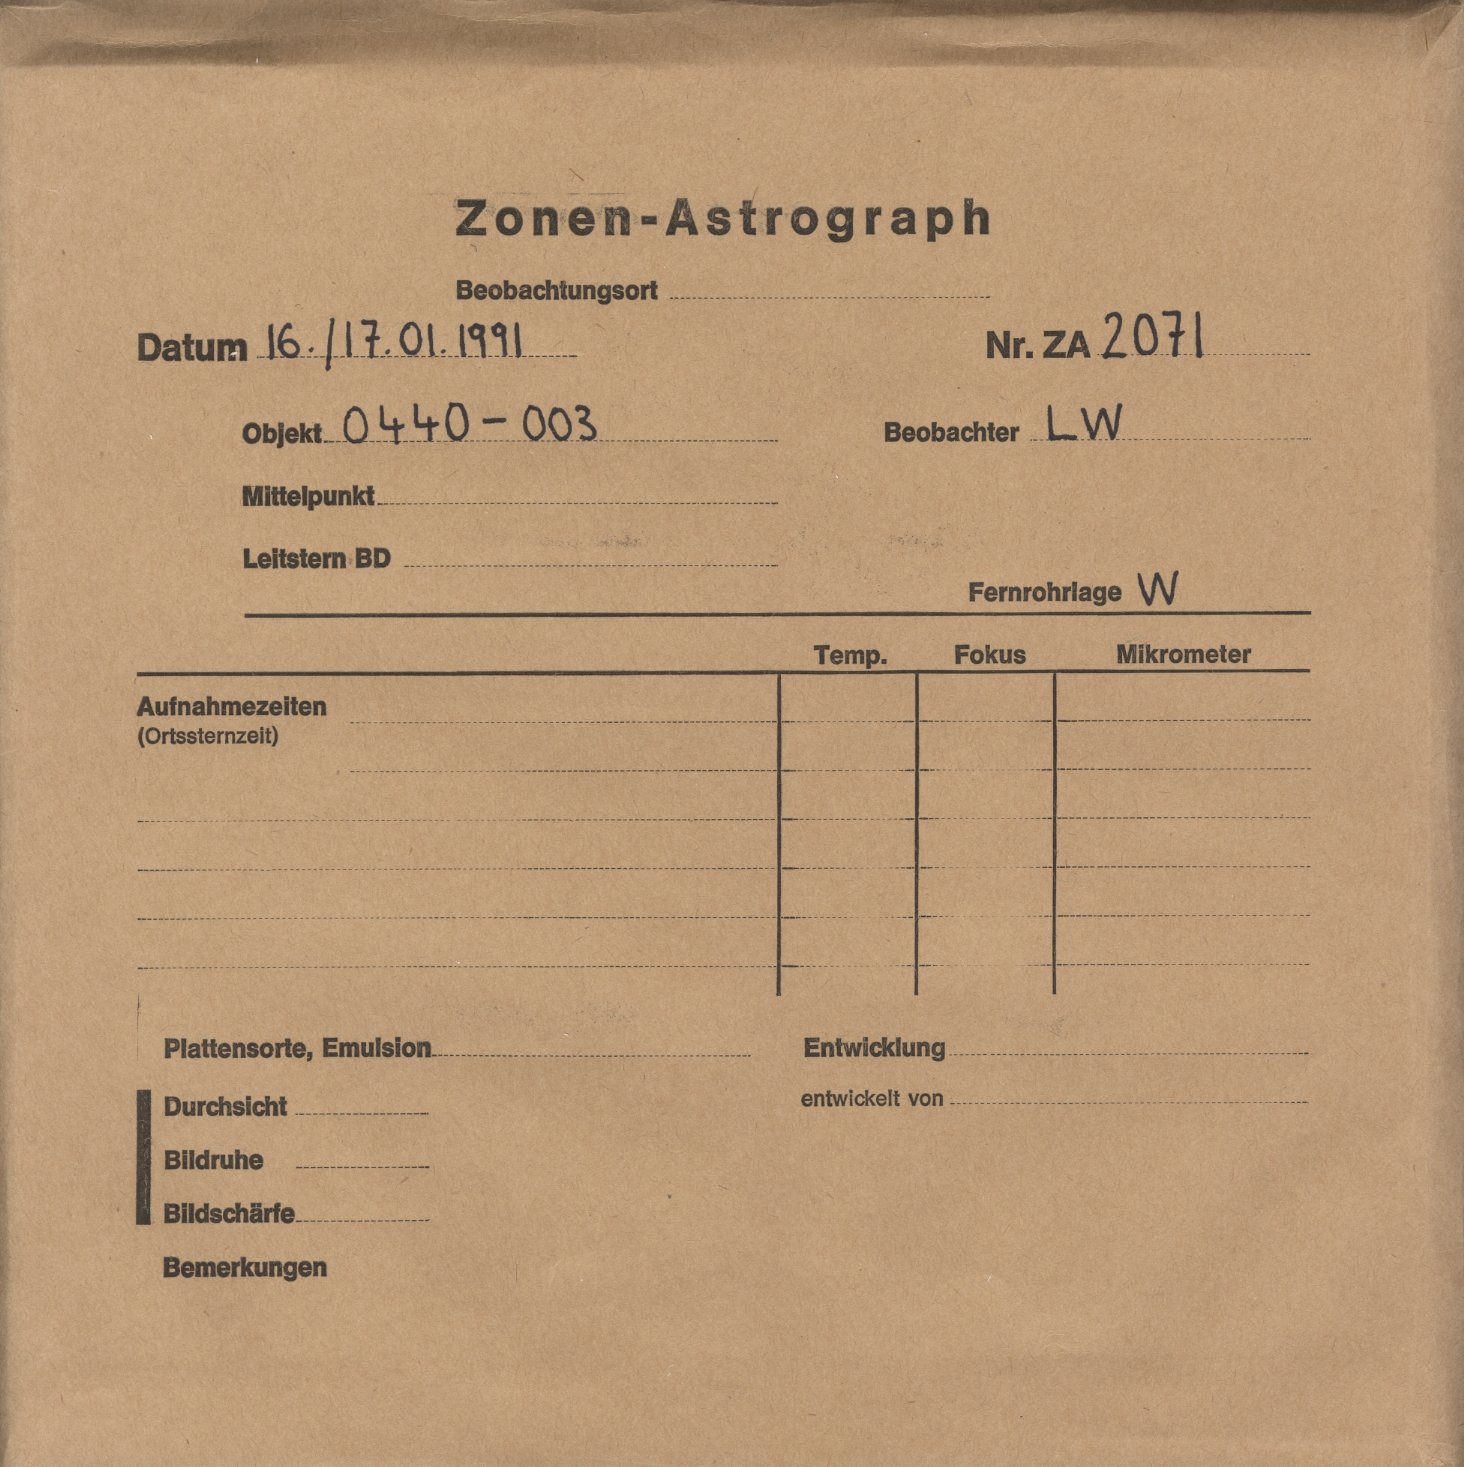 Zonen-Astrograph
Beobachtungsort
Datum 16./17.01.1991 Nr. ZA 2071
Objekt 0440-003 Beobachter LW
Mittelpunkt
Leitstern BD
Fernrohrlage W
Temp. Fokus Mikrometer
Aufnahmezeiten
(Ortssternzeit)
Plattensorte, Emulsion Entwicklung
Durchsicht entwickelt von
Bildruhe
Bildschärfe
Bemerkungen